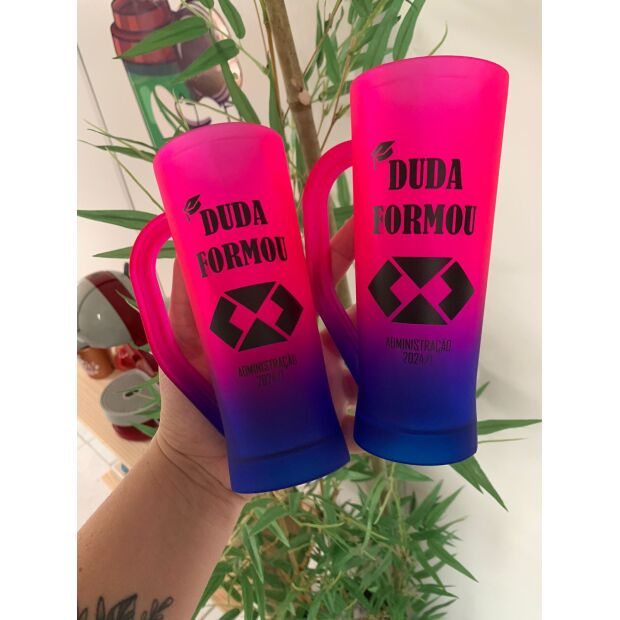 DUDA
FORMOU
ADMINISTRAÇÃO
2024/1
DUDA
FORMOU
ADMINISTRAÇÃO
2024/1